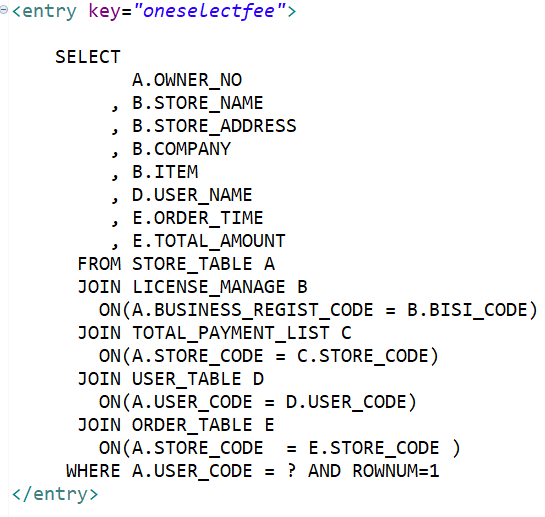 <entry key="oneselectfee">
SELECT
A.OWNER_NO
, B.STORE_NAME
, B.STORE_ADDRESS
, B.COMPANY
, B.ITEM
, D.USER_NAME
, E.ORDER_TIME
, E.TOTAL_AMOUNT
FROM STORE_TABLE A
JOIN LICENSE_MANAGE B
ON(A.BUSINESS_REGIST_CODE = B.BISI_CODE)
JOIN TOTAL_PAYMENT_LIST C
ON(A.STORE_CODE = C.STORE_CODE)
JOIN USER_TABLE D
ON(A.USER_CODE = D.USER_CODE)
JOIN ORDER_TABLE E
ON(A.STORE_CODE  = E.STORE_CODE )
WHERE A.USER_CODE = ? AND ROWNUM=1
</entry>